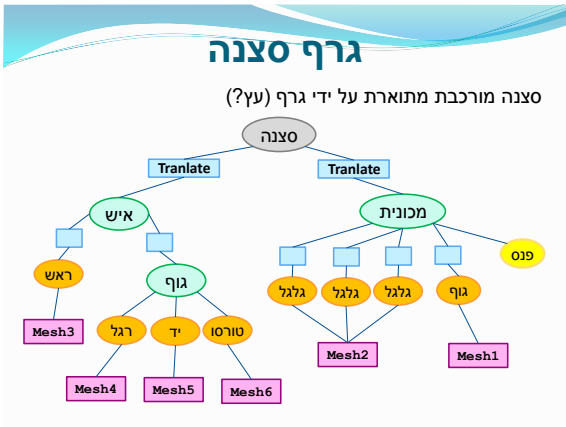 גרף סצנה
סצנה מורכבת מתוארת על ידי גרף (עץ?)
סצנה
Tranlate
Tranlate
איש
מכונית
פנס
ראש
גוף
גלגל
גלגל
גלגל
גוף
Mesh3
רגל
יד
טורסו
Mesh2
Mesh1
Mesh4
Mesh5
Mesh6